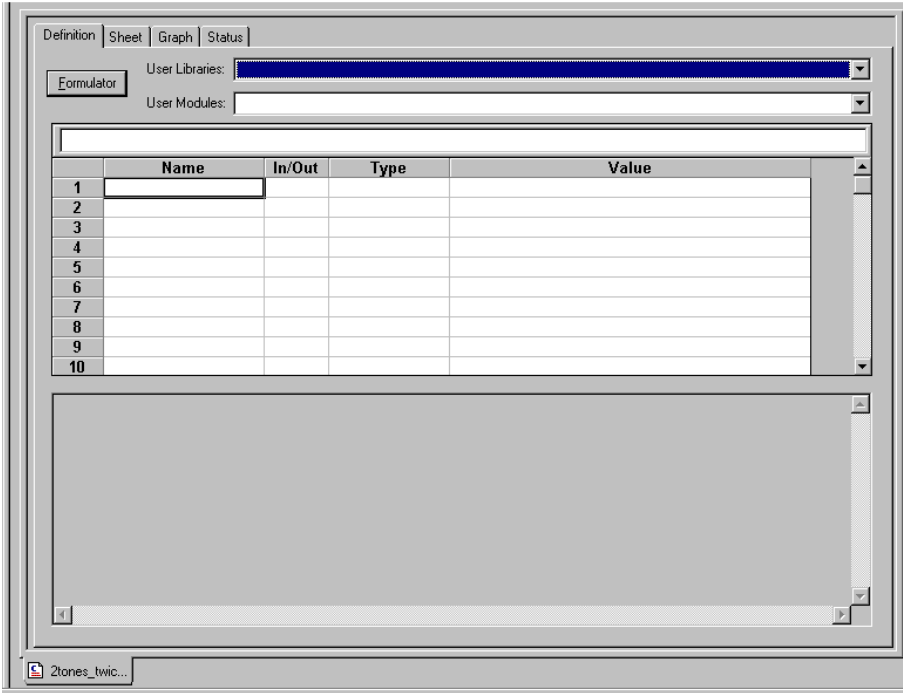 Definition Sheet Graph Status
User Libraries:
Formulator
User Modules:
Name In/Out Type Value
1
2
3
4
5
6
7
8
9
10
2tones_twic...